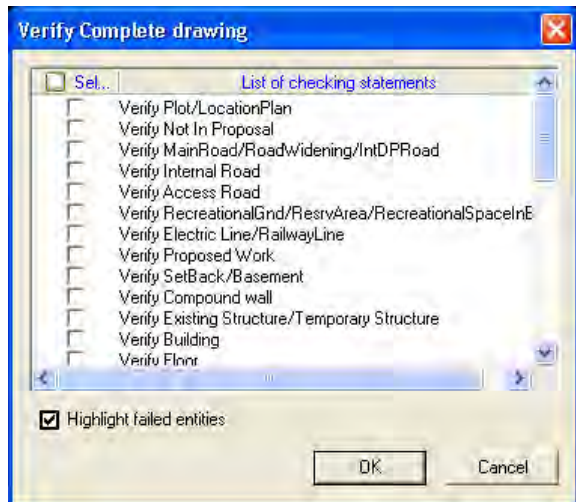 Verify Complete drawing
Sel... List of checking statements
Verify Plot/LocationPlan
Verify Not In Proposal
Verify MainRoad/RoadWidening/IntDPRoad
Verify Internal Road
Verify Access Road
Verify RecreationalGnd/ResrvArea/RecreationalSpaceInE
Verify Electric Line/RailwayLine
Verify Proposed Work
Verify SetBack/Basement
Verify Compound wall
Verify Existing Structure/Temporary Structure
Verify Building
Verify Floor
Highlight failed entities
OK Cancel